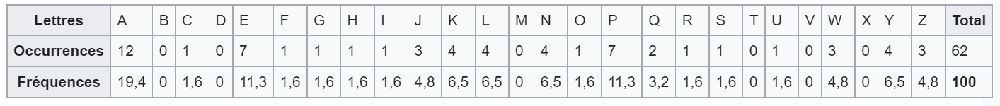 Lettres A B C D E F G H I J K L M N O P Q R S T U V W X Y Z Total
Occurrences 12 0 1 0 7 1 1 1 1 3 4 4 0 4 1 7 2 1 1 0 1 0 3 0 4 3 62
Fréquences 19,4 0 1,6 0 11,3 1,6 1,6 1,6 1,6 4,8 6,5 6,5 0 6,5 1,6 11,3 3,2 1,6 1,6 0 1,6 0 4,8 0 6,5 4,8 100